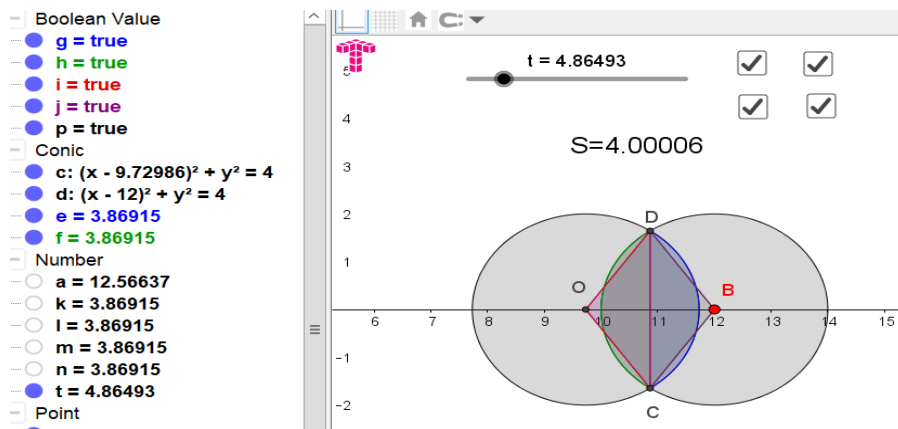 Boolean Value
g = true
h = true
i = true
j = true
p = true
Conic
c: (x - 9.72986)² + y² = 4
d: (x - 12)² + y² = 4
e = 3.86915
f = 3.86915
Number
a = 12.56637
k = 3.86915
l = 3.86915
m = 3.86915
n = 3.86915
t = 4.86493
Point
t = 4.86493
S=4.00006
5
4
3
2
1
-1
-2
D
O
B
C
6 7 8 9 10 11 12 13 14 15